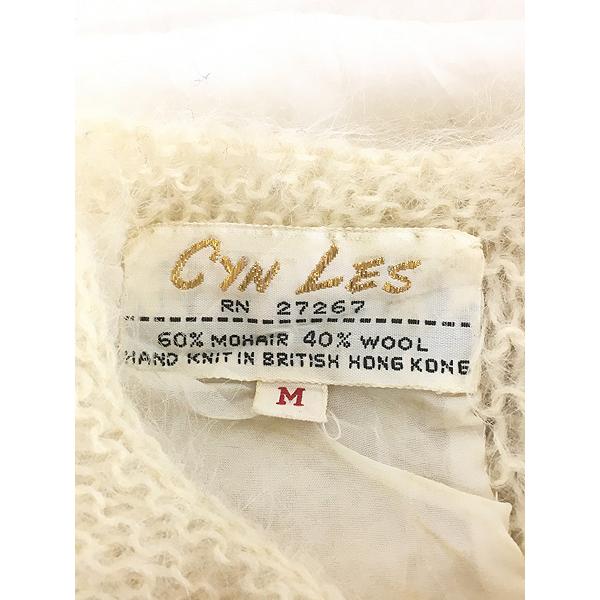 CYN LES
RN 27267
60% MOHAIR 40% WOOL
HAND KNIT IN BRITISH HONG KONG
M